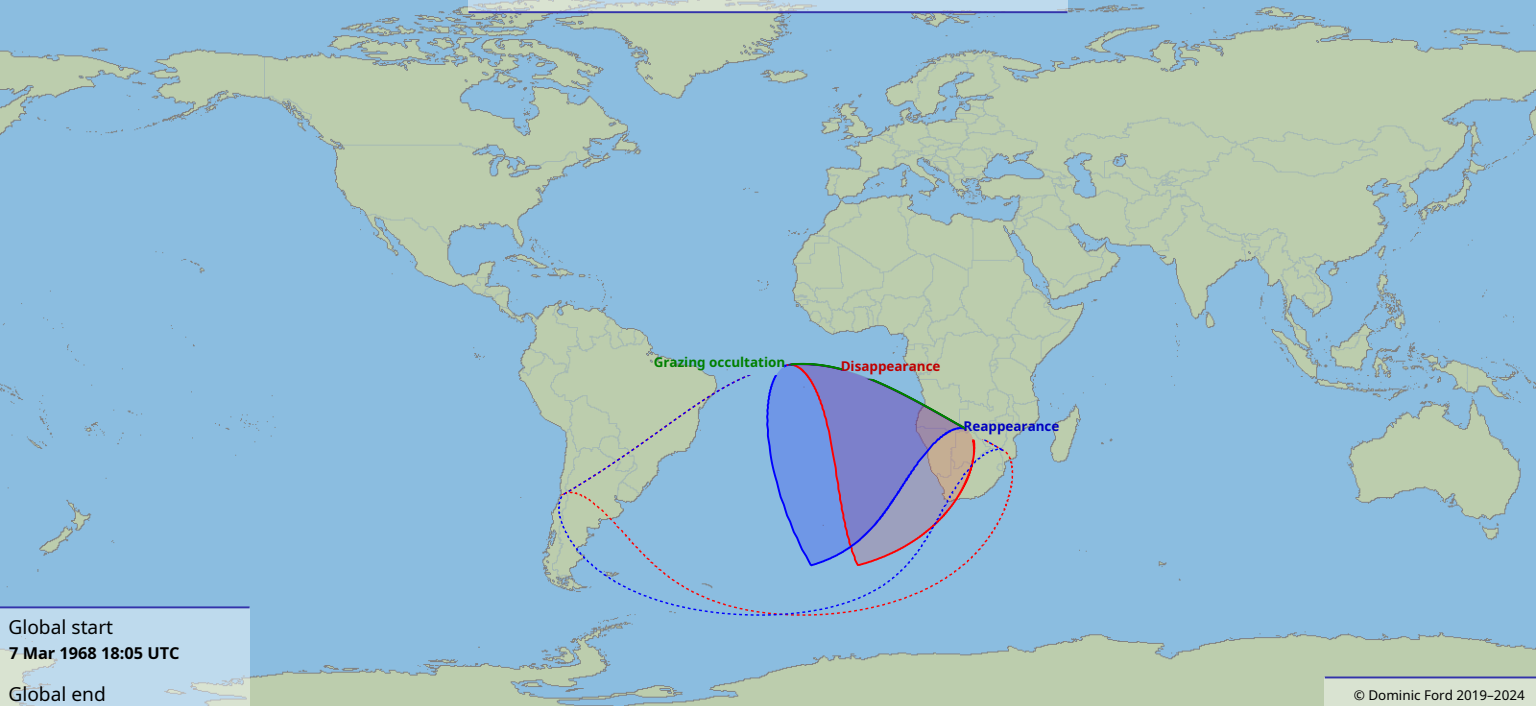 Grazing occultation
Disappearance
Reappearance
Global start
7 Mar 1968 18:05 UTC
Global end
© Dominic Ford 2019–2024